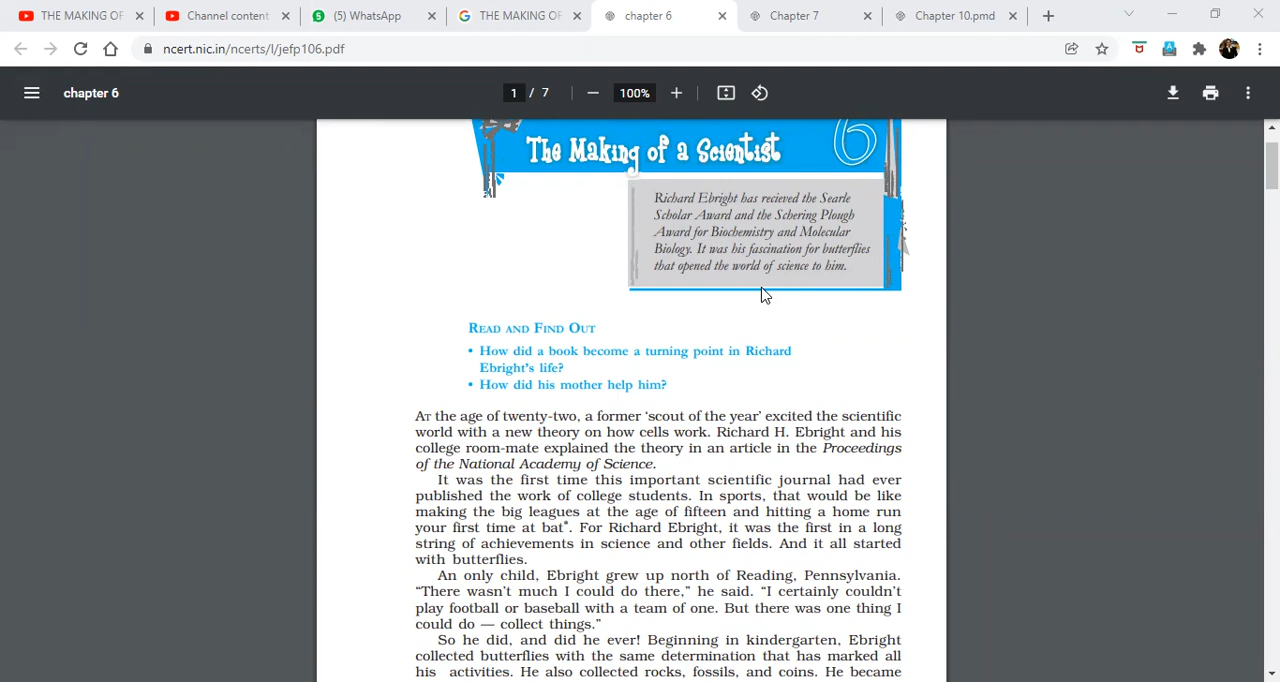 THE MAKING OF
Channel content
(5) WhatsApp
THE MAKING OF
chapter 6
Chapter 7
Chapter 10.pmd
ncert.nic.in/ncerts/l/jefp106.pdf
chapter 6
1 / 7
100%
The Making of a Scientist
6
Richard Ebright has recieved the Searle
Scholar Award and the Schering Plough
Award for Biochemistry and Molecular
Biology. It was his fascination for butterflies
that opened the world of science to him.
READ AND FIND OUT
• How did a book become a turning point in Richard
Ebright's life?
• How did his mother help him?
AT the age of twenty-two, a former 'scout of the year' excited the scientific
world with a new theory on how cells work. Richard H. Ebright and his
college room-mate explained the theory in an article in the Proceedings
of the National Academy of Science.
It was the first time this important scientific journal had ever
published the work of college students. In sports, that would be like
making the big leagues at the age of fifteen and hitting a home run
your first time at bat*. For Richard Ebright, it was the first in a long
string of achievements in science and other fields. And it all started
with butterflies.
An only child, Ebright grew up north of Reading, Pennsylvania.
“There wasn't much I could do there,” he said. “I certainly couldn't
play football or baseball with a team of one. But there was one thing I
could do — collect things.”
So he did, and did he ever! Beginning in kindergarten, Ebright
collected butterflies with the same determination that has marked all
his activities. He also collected rocks, fossils, and coins. He became